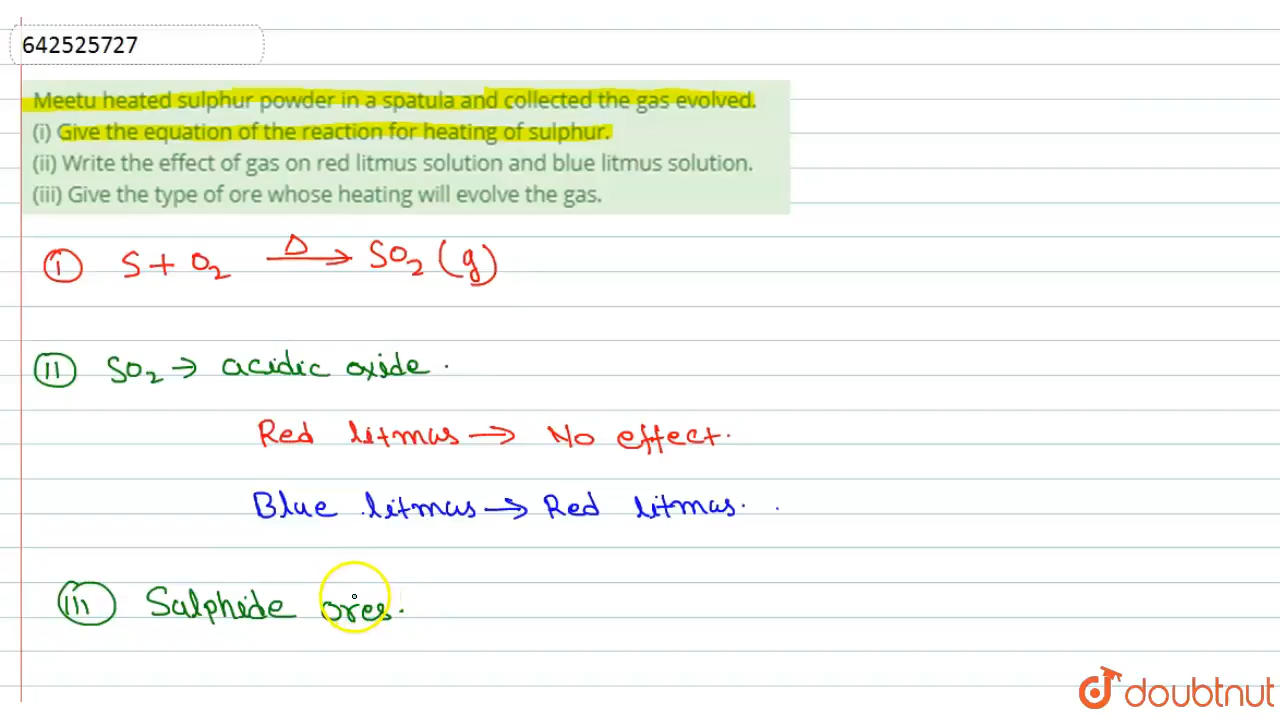 642525727
Meetu heated sulphur powder in a spatula and collected the gas evolved.
(i) Give the equation of the reaction for heating of sulphur.
(ii) Write the effect of gas on red litmus solution and blue litmus solution.
(iii) Give the type of ore whose heating will evolve the gas.
(i) S + O₂ —Δ→ SO₂ (g)
(ii) SO₂ → acidic oxide.
Red litmus → No effect.
Blue litmus → Red litmus.
(iii) Sulphide ores.
doubtnut